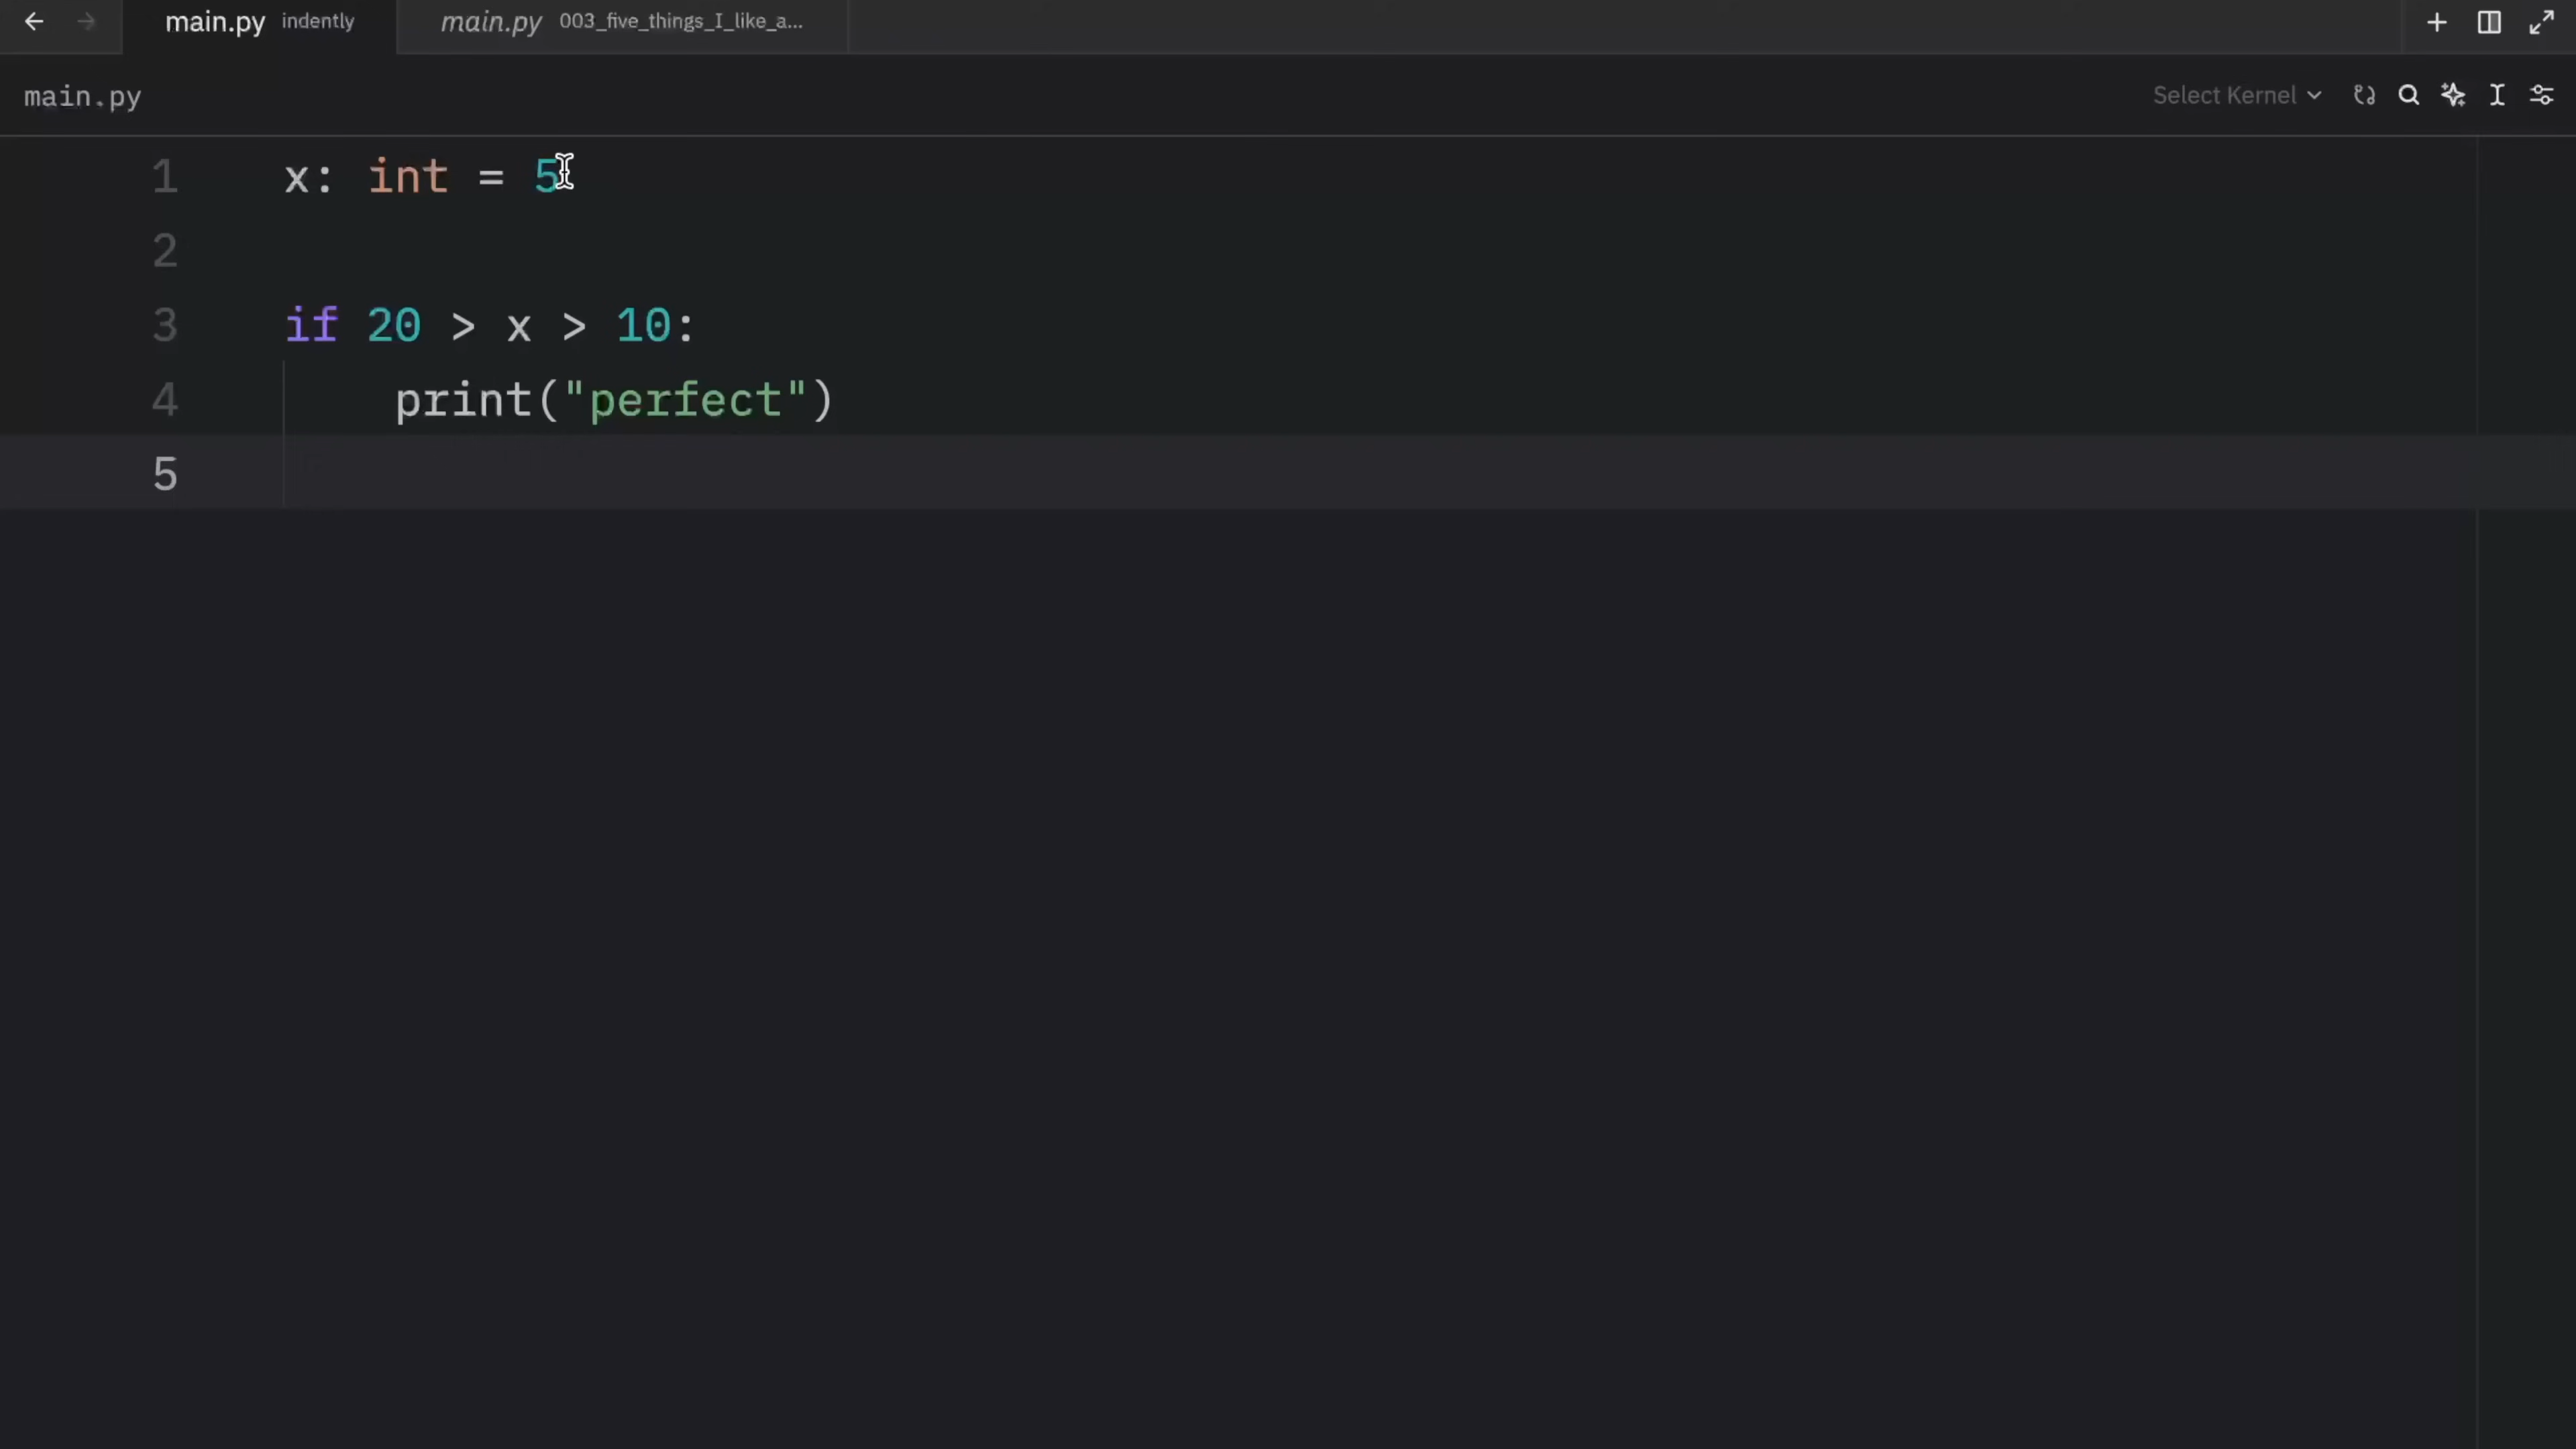 main.py indently main.py 003_five_things_I_like_a...
main.py Select Kernel
1 x: int = 5
2
3 if 20 > x > 10:
4 print("perfect")
5